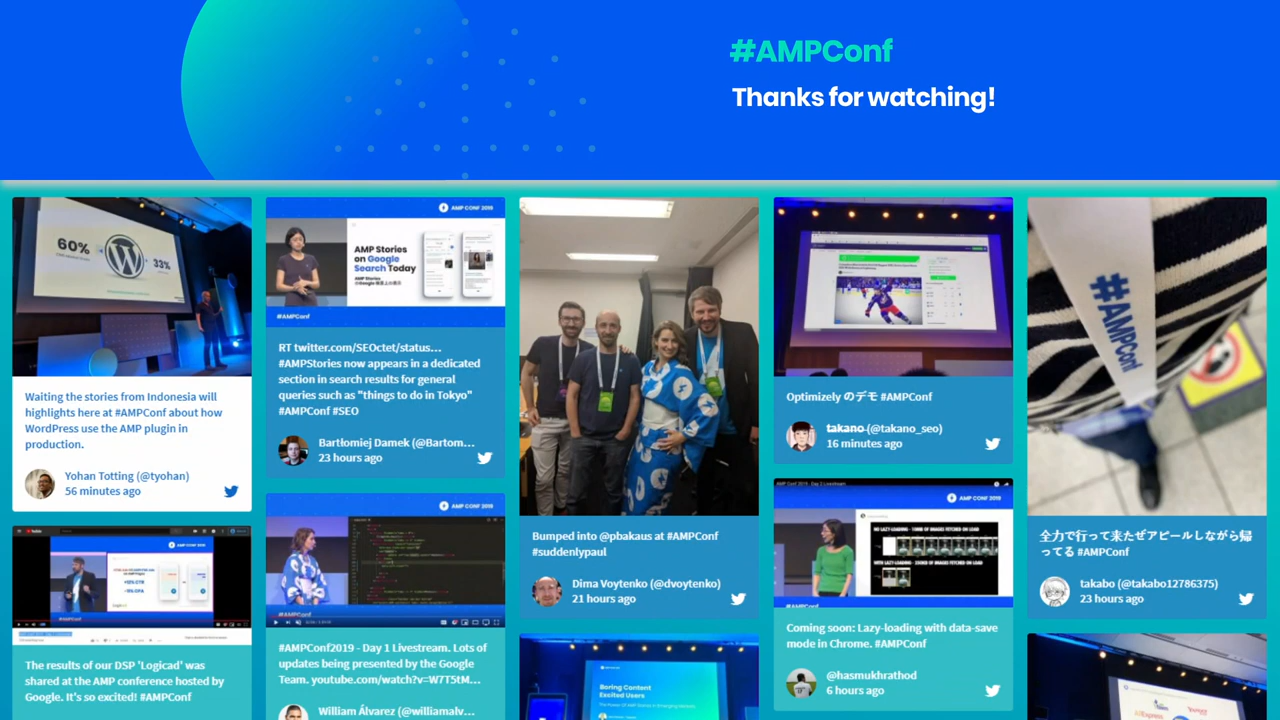 #AMPConf
Thanks for watching!
60%
33%
Waiting the stories from Indonesia will
highlights here at #AMPConf about how
WordPress use the AMP plugin in
production.
Yohan Totting (@tyohan)
56 minutes ago
The results of our DSP 'Logicad' was
shared at the AMP conference hosted by
Google. It's so excited! #AMPConf
AMP CONF 2019
AMP Stories
on Google
Search Today
#AMPConf
RT twitter.com/SEOctet/status…
#AMPStories now appears in a dedicated
section in search results for general
queries such as "things to do in Tokyo"
#AMPConf #SEO
Bartłomiej Damek (@Bartom…
23 hours ago
AMP CONF 2019
#AMPConf
#AMPConf2019 - Day 1 Livestream. Lots of
updates being presented by the Google
Team. youtube.com/watch?v=W7T5tM…
William Álvarez (@williamalv…
Bumped into @pbakaus at #AMPConf
#suddenlypaul
Dima Voytenko (@dvoytenko)
21 hours ago
Boring Content
Excited Users
Optimizely のデモ #AMPConf
takano (@takano_seo)
16 minutes ago
AMP Conf 2019 - Day 2 Livestream
AMP CONF 2019
Coming soon: Lazy-loading with data-save
mode in Chrome. #AMPConf
@hasmukhrathod
6 hours ago
#AMPConf
全力で行って来たぜアピールしながら帰
ってる #AMPConf
takabo (@takabo12786375)
23 hours ago